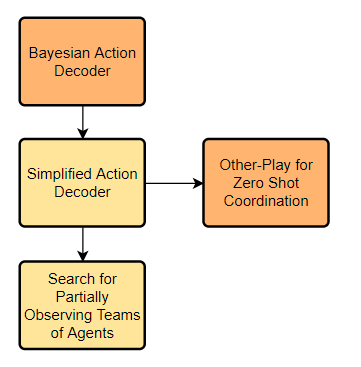 Bayesian Action
Decoder
Simplified Action
Decoder
Other-Play for
Zero Shot
Coordination
Search for
Partially
Observing Teams
of Agents